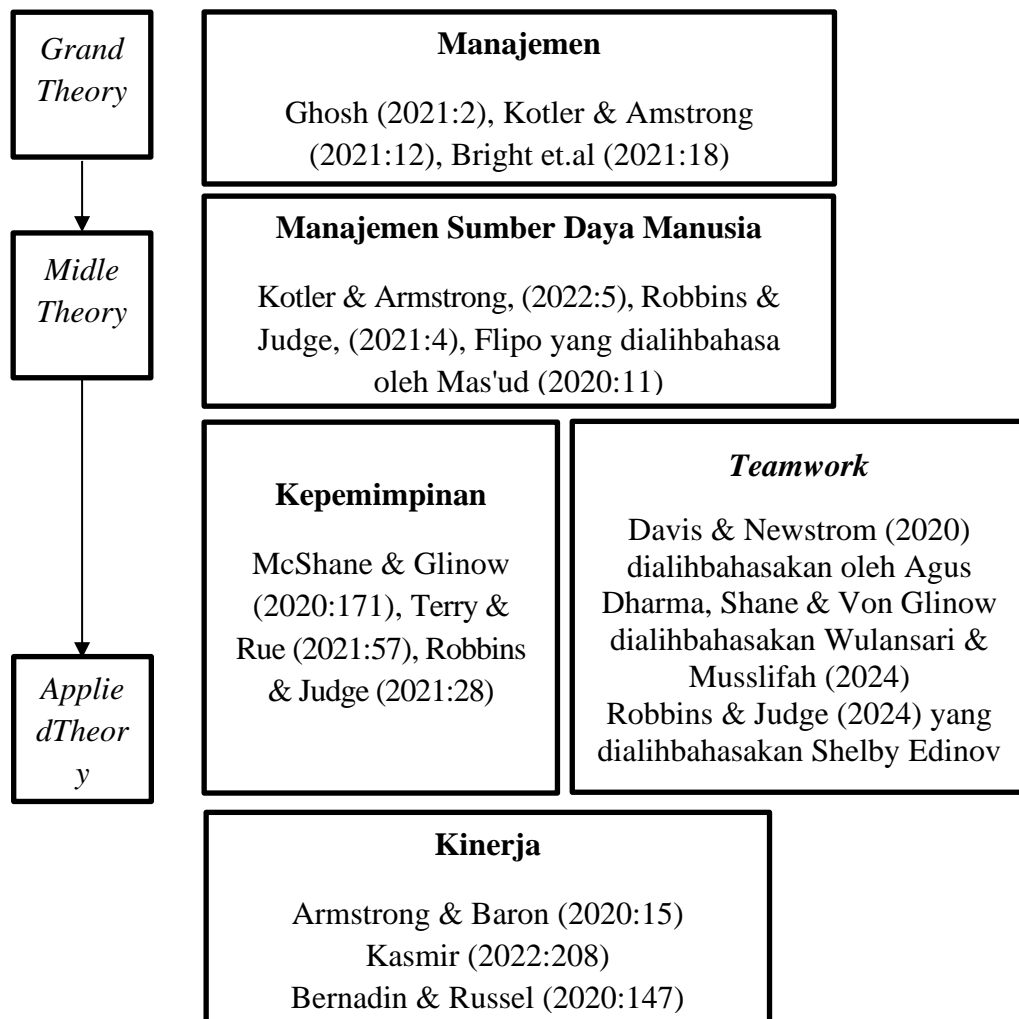 Grand
Theory
Manajemen
Ghosh (2021:2), Kotler & Amstrong
(2021:12), Bright et.al (2021:18)
Midle
Theory
Manajemen Sumber Daya Manusia
Kotler & Armstrong, (2022:5), Robbins &
Judge, (2021:4), Flipo yang dialihbahasa
oleh Mas'ud (2020:11)
Kepemimpinan
McShane & Glinow
(2020:171), Terry &
Rue (2021:57), Robbins
& Judge (2021:28)
Teamwork
Davis & Newstrom (2020)
dialihbahasakan oleh Agus
Dharma, Shane & Von Glinow
dialihbahasakan Wulansari &
Musslifah (2024)
Robbins & Judge (2024) yang
dialihbahasakan Shelby Edinov
Applie
dTheor
y
Kinerja
Armstrong & Baron (2020:15)
Kasmir (2022:208)
Bernadin & Russel (2020:147)